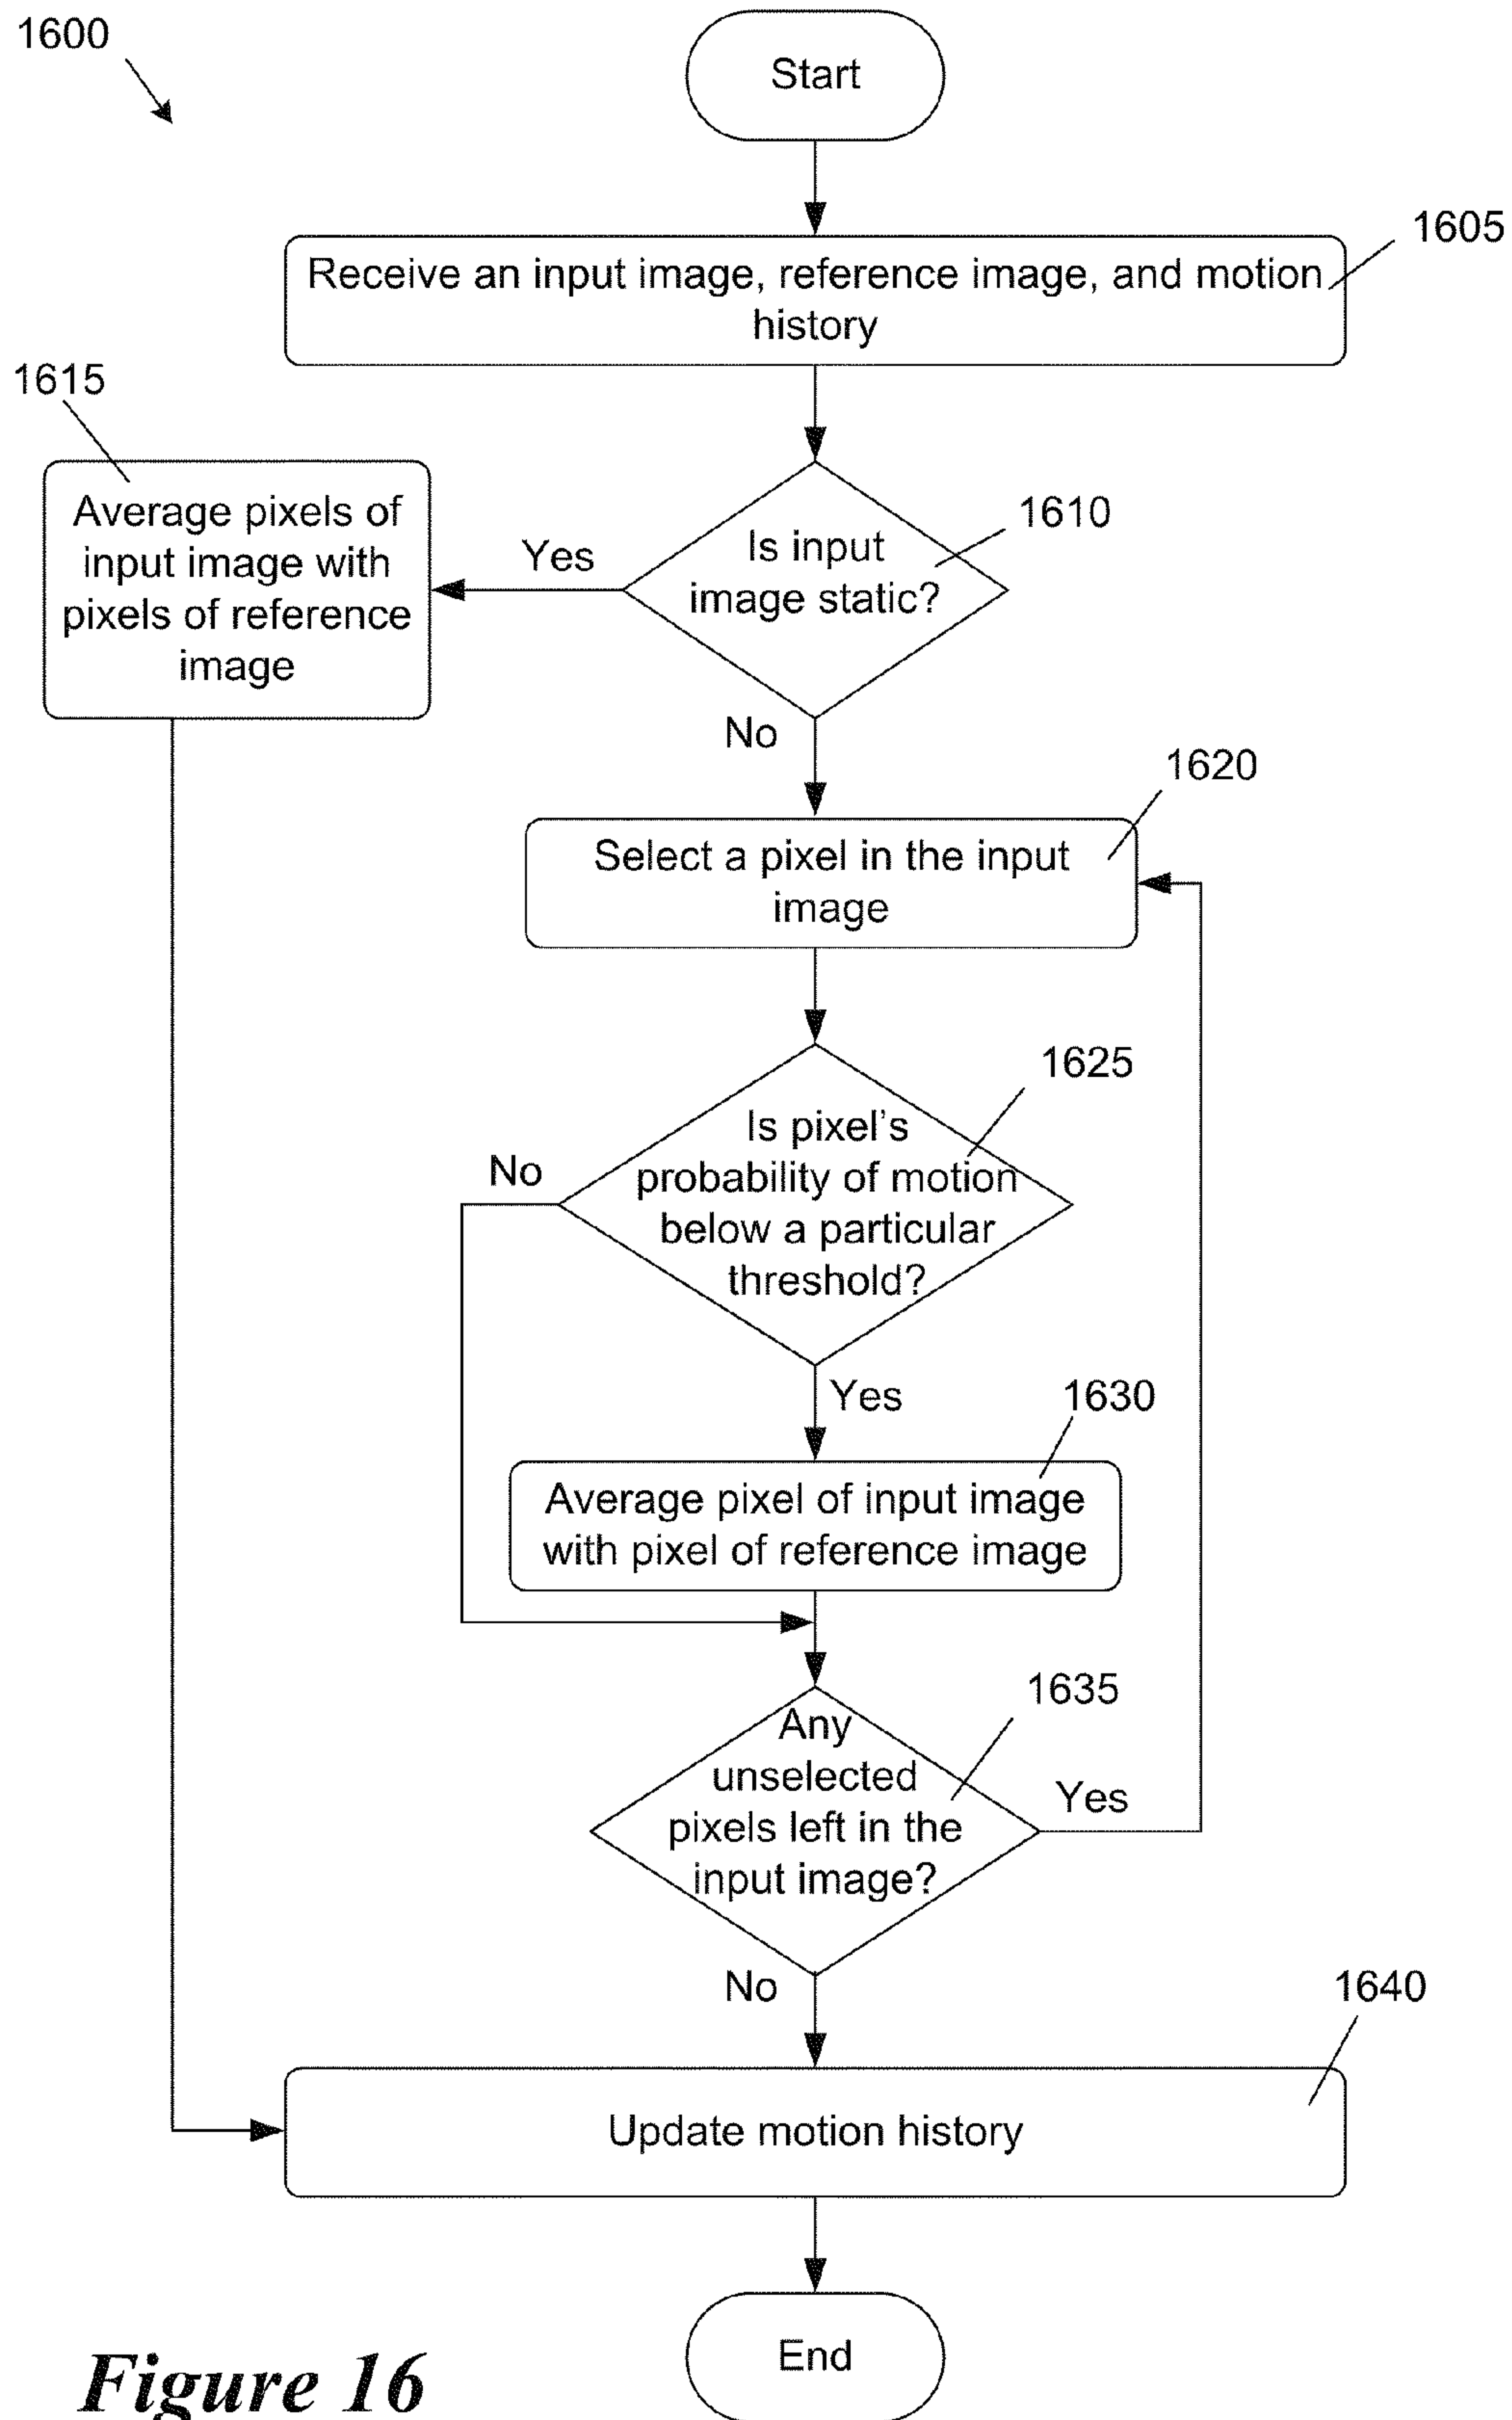 1600
Start
1605
Receive an input image, reference image, and motion
history
1615
Average pixels of
input image with
pixels of reference
image
Yes
1610
Is input
image static?
No
1620
Select a pixel in the input
image
1625
Is pixel's
probability of motion
below a particular
threshold?
No
Yes
1630
Average pixel of input image
with pixel of reference image
1635
Any
unselected
pixels left in the
input image?
Yes
No
1640
Update motion history
End
Figure 16